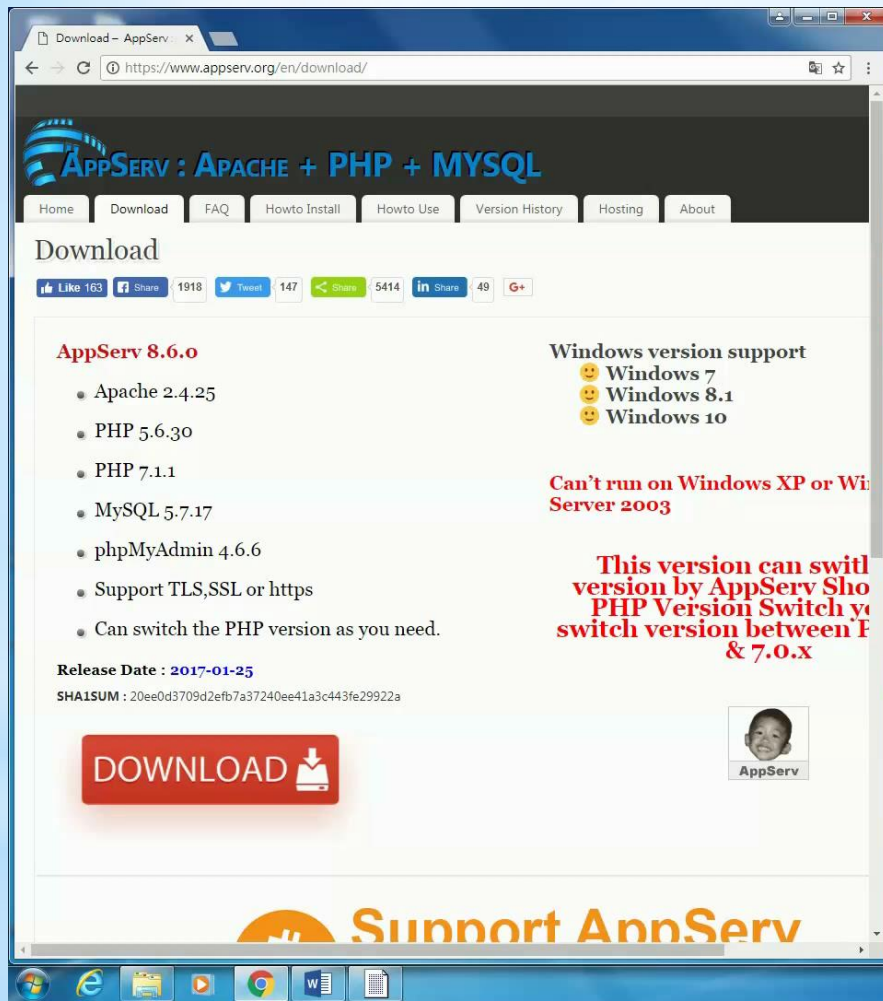 Download – AppServ :
https://www.appserv.org/en/download/
APPSERV : APACHE + PHP + MYSQL
Home Download FAQ Howto Install Howto Use Version History Hosting About
Download
Like 163 Share 1918 Tweet 147 Share 5414 in Share 49 G+
AppServ 8.6.0
Apache 2.4.25
PHP 5.6.30
PHP 7.1.1
MySQL 5.7.17
phpMyAdmin 4.6.6
Support TLS,SSL or https
Can switch the PHP version as you need.
Release Date : 2017-01-25
SHA1SUM : 20ee0d3709d2efb7a37240ee41a3c443fe29922a
DOWNLOAD
Windows version support
Windows 7
Windows 8.1
Windows 10
Can’t run on Windows XP or
Server 2003
This version can
version by AppServ
PHP Version Switch
switch version between
& 7.0.x
AppServ
Support AppServ